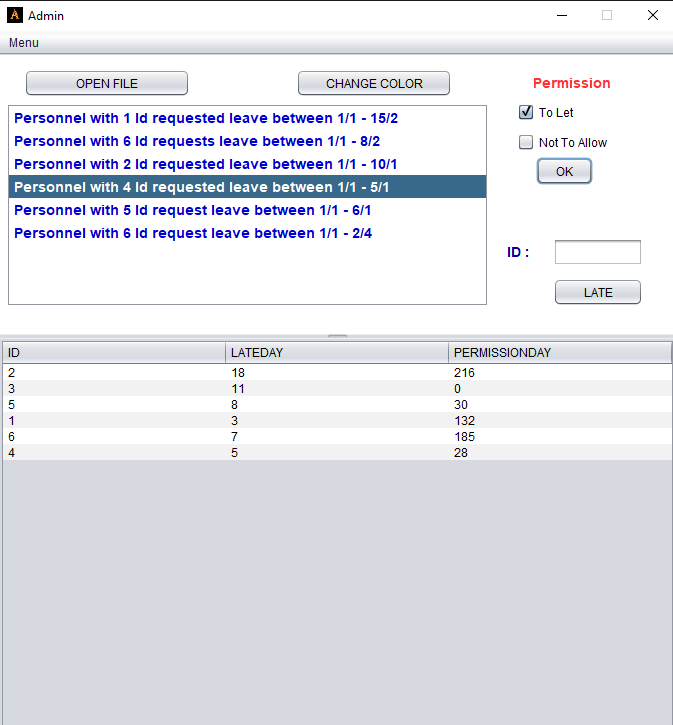 Admin
Menu
OPEN FILE
CHANGE COLOR
Permission
To Let
Not To Allow
OK
Personnel with 1 Id requested leave between 1/1 - 15/2
Personnel with 6 Id requests leave between 1/1 - 8/2
Personnel with 2 Id requested leave between 1/1 - 10/1
Personnel with 4 Id requested leave between 1/1 - 5/1
Personnel with 5 Id request leave between 1/1 - 6/1
Personnel with 6 Id request leave between 1/1 - 2/4
ID :
LATE
ID LATEDAY PERMISSIONDAY
2 18 216
3 11 0
5 8 30
1 3 132
6 7 185
4 5 28